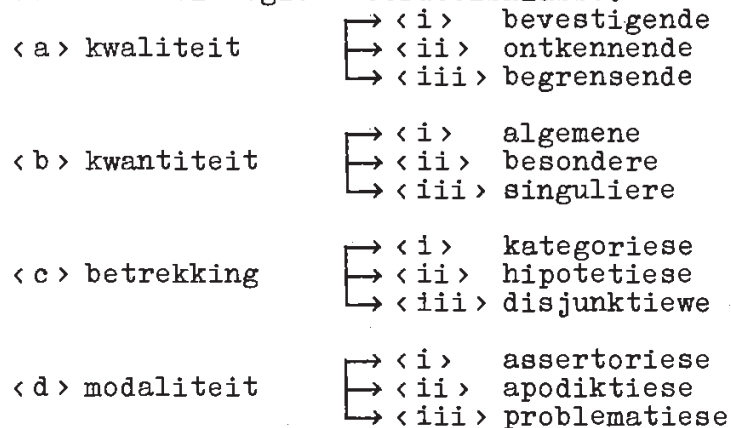 ‹i› bevestigende
‹a› kwaliteit ‹ii› ontkennende
‹iii› begrensende
‹i› algemene
‹b› kwantiteit ‹ii› besondere
‹iii› singuliere
‹i› kategoriese
‹c› betrekking ‹ii› hipotetiese
‹iii› disjunktiewe
‹i› assertoriese
‹d› modaliteit ‹ii› apodiktiese
‹iii› problematiese